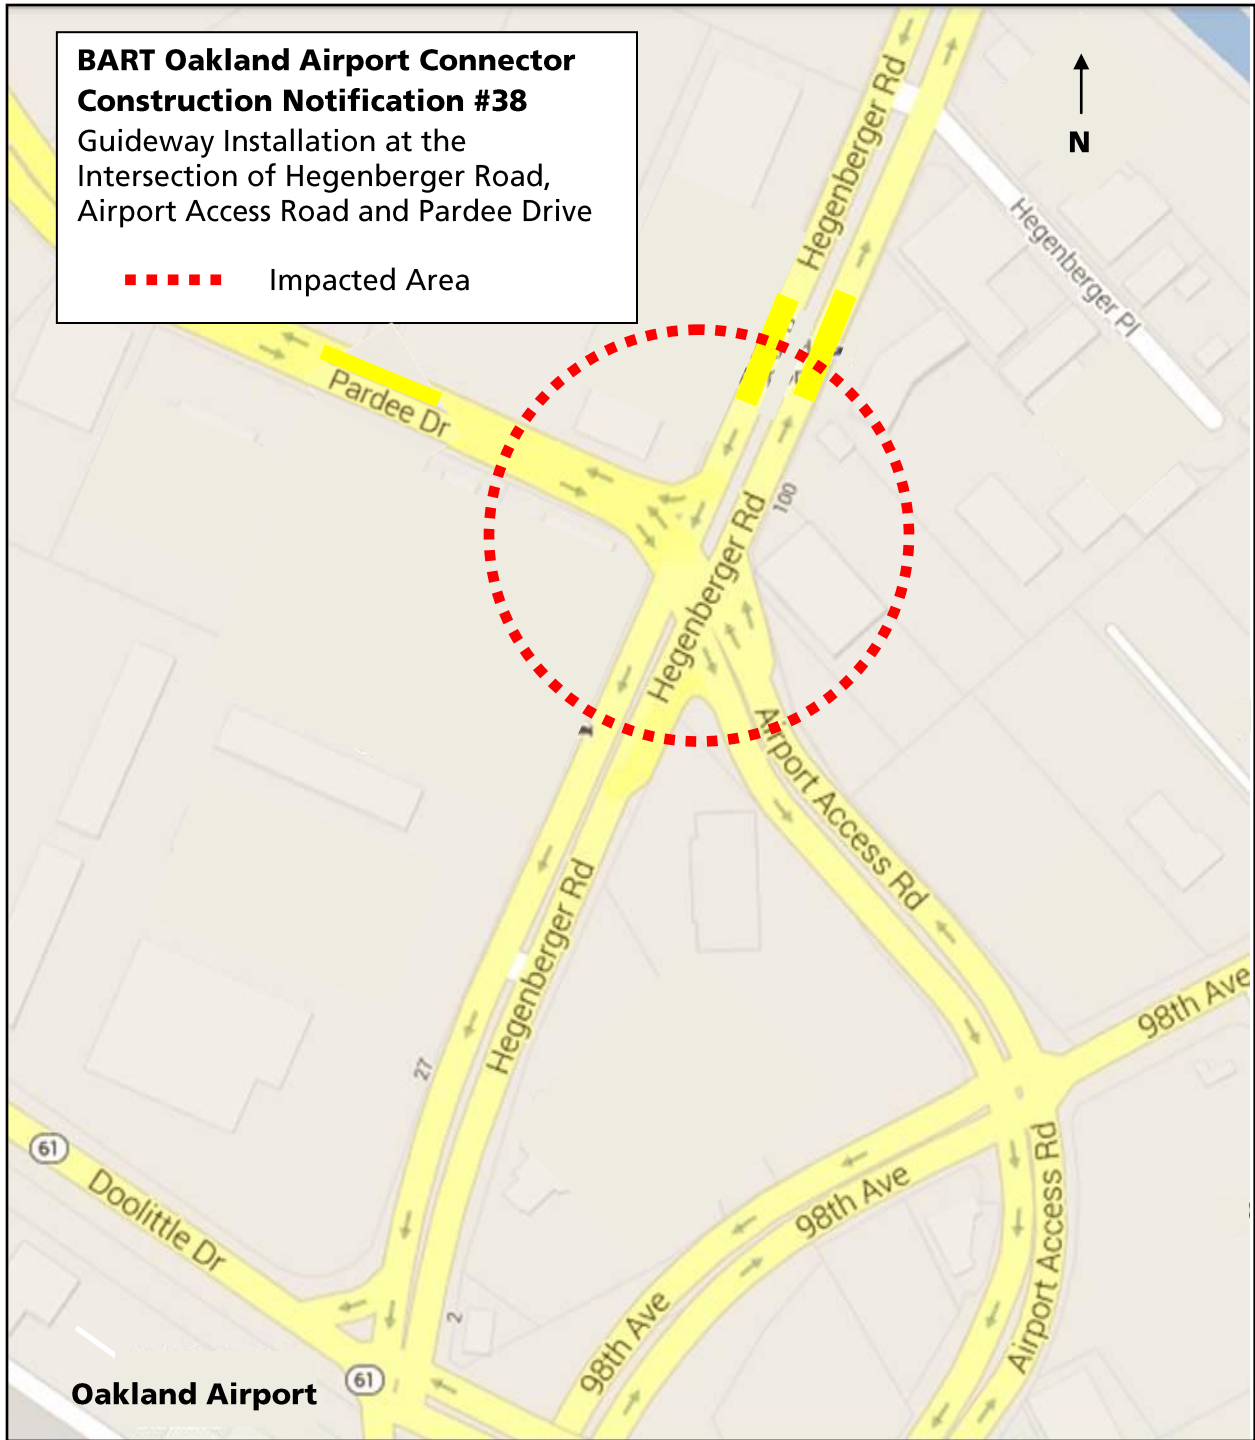 BART Oakland Airport Connector
Construction Notification #38
Guideway Installation at the
Intersection of Hegenberger Road,
Airport Access Road and Pardee Drive
Impacted Area
N
Hegenberger Rd
Hegenberger Pl
Pardee Dr
100
Hegenberger Rd
Airport Access Rd
Hegenberger Rd
98th Ave
27
61
Doolittle Dr
98th Ave
Airport Access Rd
98th Ave
2
61
Oakland Airport